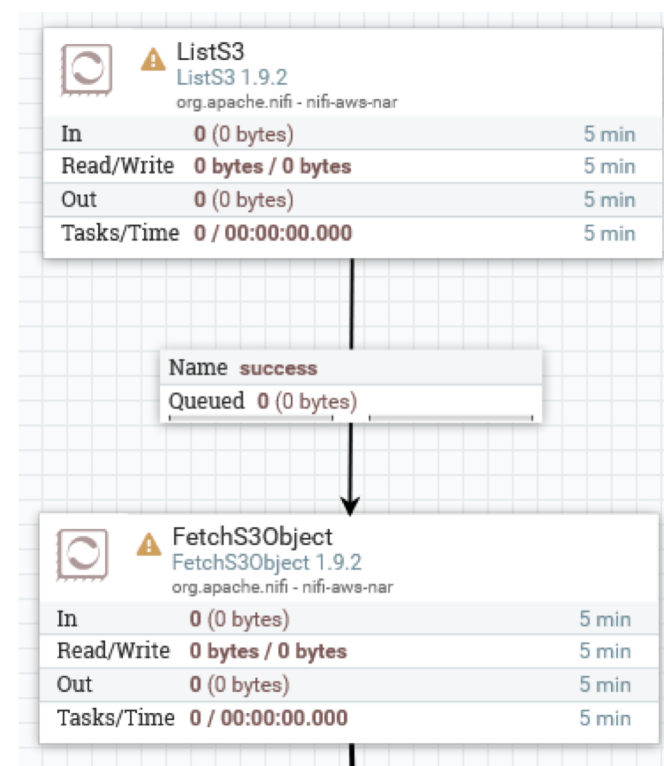 ListS3
ListS3 1.9.2
org.apache.nifi - nifi-aws-nar
In 0 (0 bytes) 5 min
Read/Write 0 bytes / 0 bytes 5 min
Out 0 (0 bytes) 5 min
Tasks/Time 0 / 00:00:00.000 5 min
Name success
Queued 0 (0 bytes)
FetchS3Object
FetchS3Object 1.9.2
org.apache.nifi - nifi-aws-nar
In 0 (0 bytes) 5 min
Read/Write 0 bytes / 0 bytes 5 min
Out 0 (0 bytes) 5 min
Tasks/Time 0 / 00:00:00.000 5 min